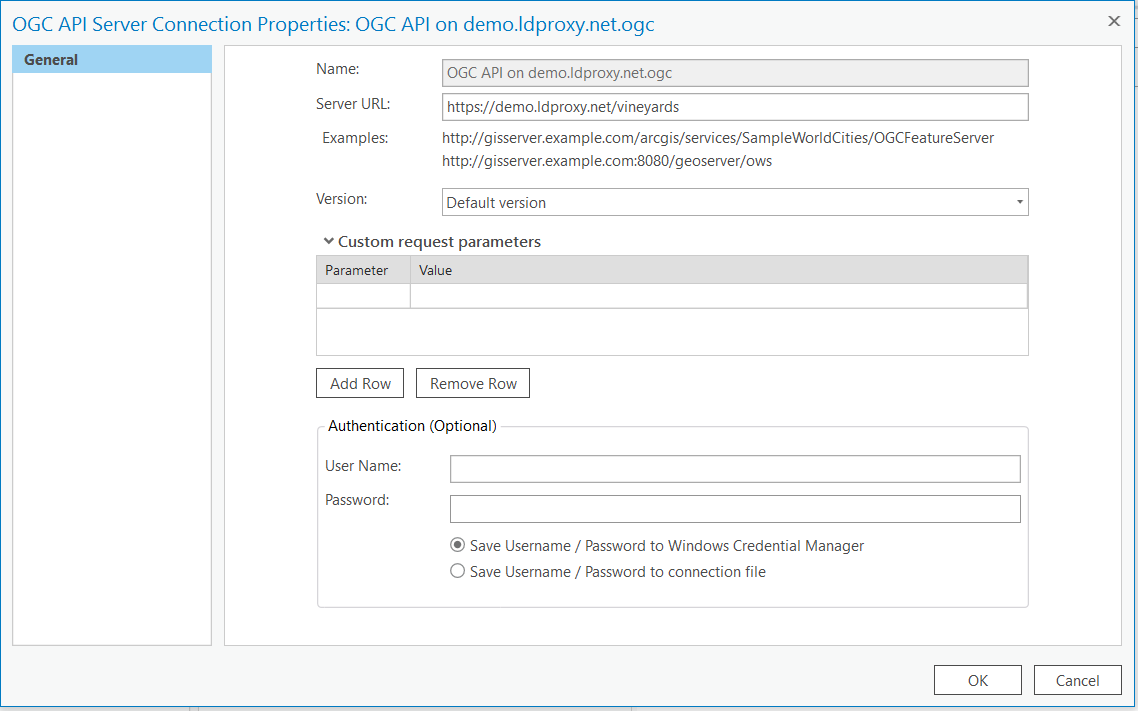 OGC API Server Connection Properties: OGC API on demo.ldproxy.net.ogc
General
Name: OGC API on demo.ldproxy.net.ogc
Server URL: https://demo.ldproxy.net/vineyards
Examples: http://gisserver.example.com/arcgis/services/SampleWorldCities/OGCFeatureServer
http://gisserver.example.com:8080/geoserver/ows
Version: Default version
Custom request parameters
Parameter Value
Add Row Remove Row
Authentication (Optional)
User Name:
Password:
Save Username / Password to Windows Credential Manager
Save Username / Password to connection file
OK Cancel